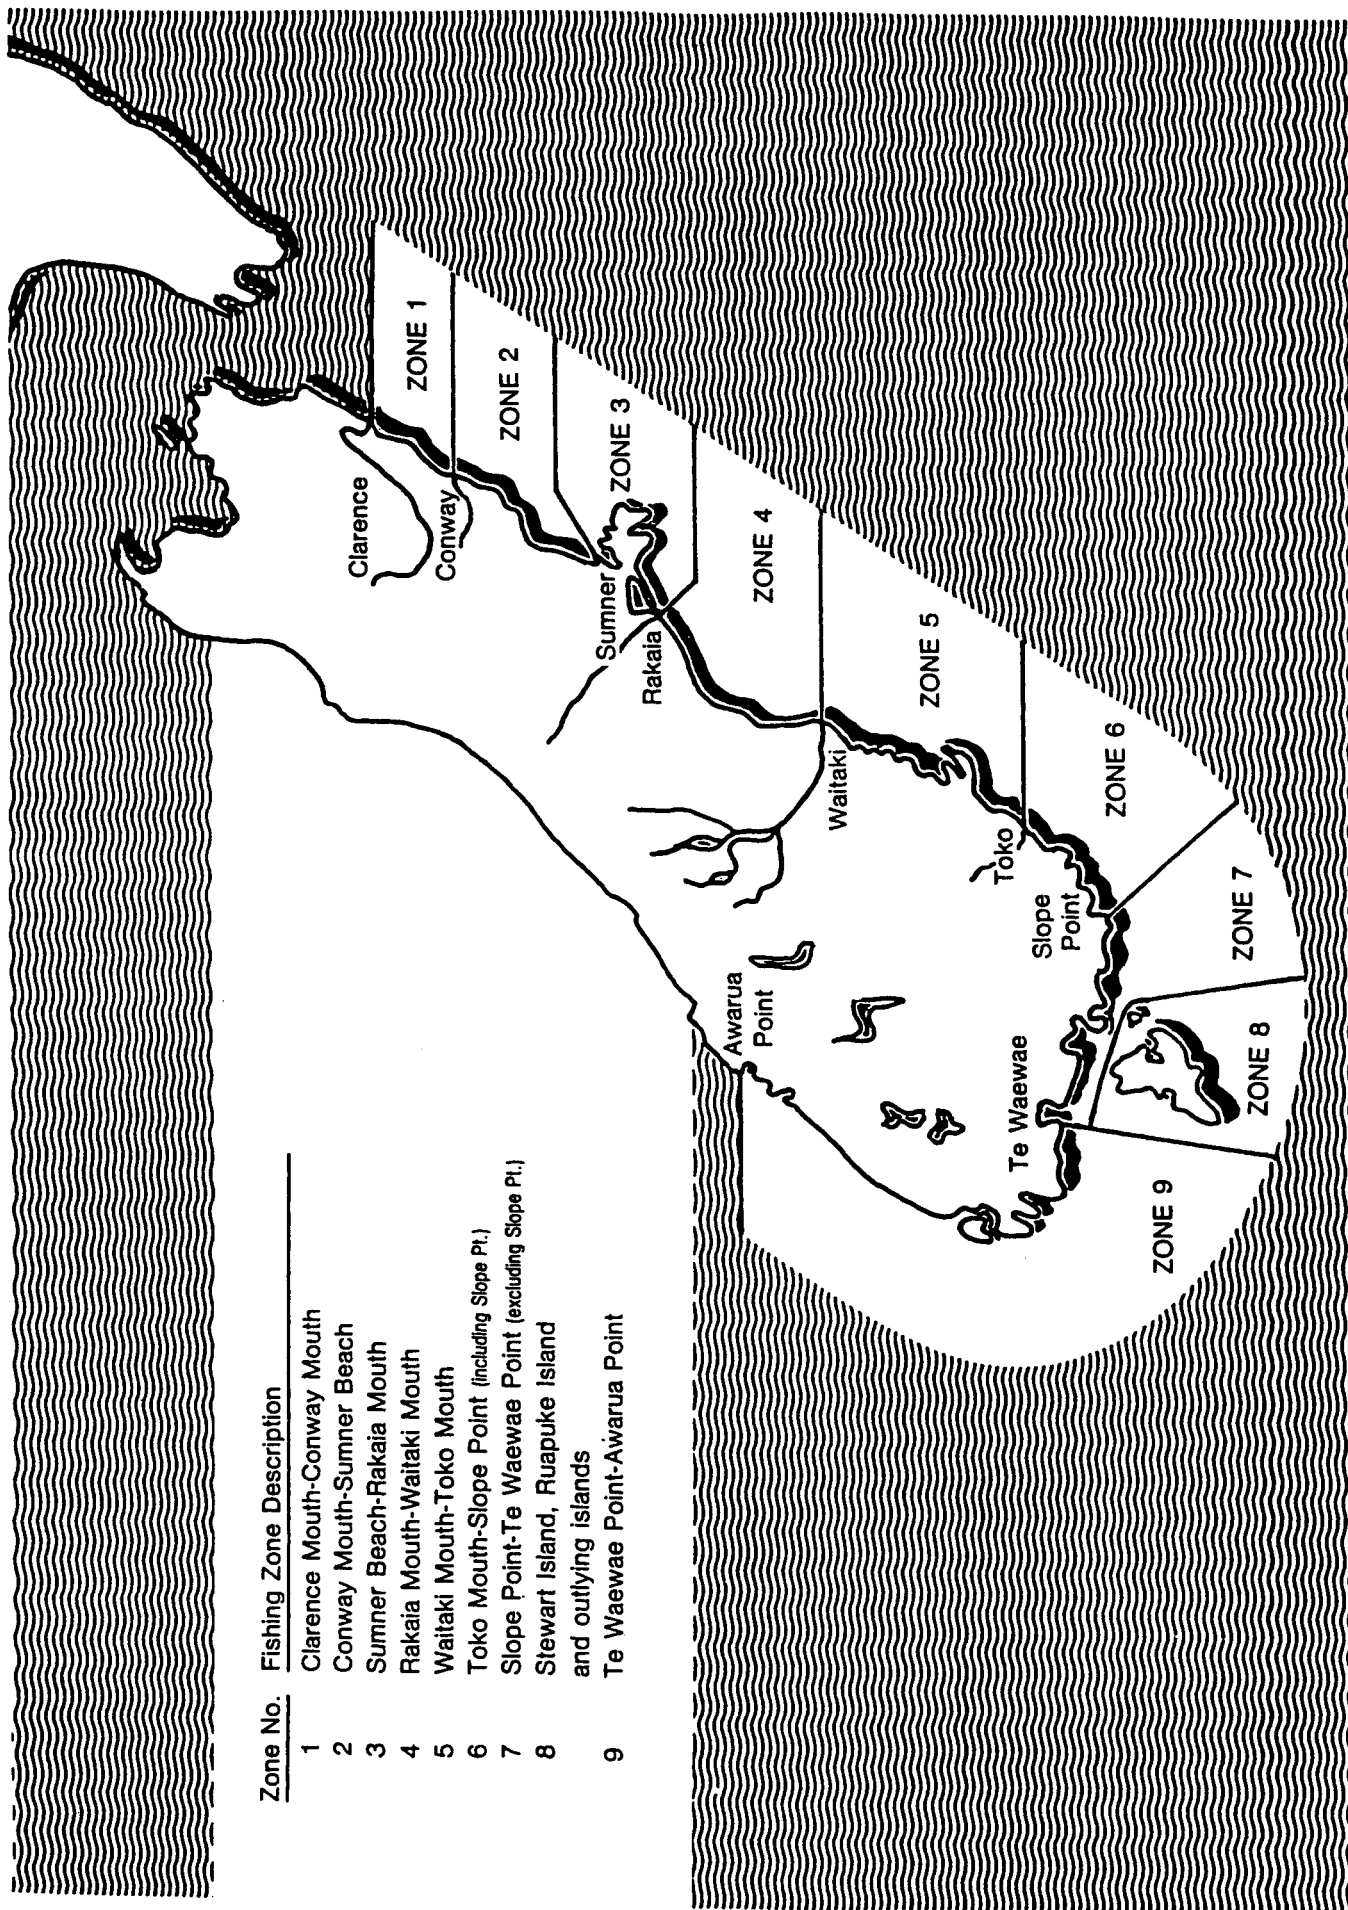 Zone No. Fishing Zone Description
1 Clarence Mouth-Conway Mouth
2 Conway Mouth-Sumner Beach
3 Sumner Beach-Rakaia Mouth
4 Rakaia Mouth-Waitaki Mouth
5 Waitaki Mouth-Toko Mouth
6 Toko Mouth-Slope Point (including Slope Pt.)
7 Slope Point-Te Waewae Point (excluding Slope Pt.)
8 Stewart Island, Ruapuke Island
and outlying islands
9 Te Waewae Point-Awarua Point
Clarence
ZONE 1
Conway
ZONE 2
Sumner
ZONE 3
Rakaia
ZONE 4
Waitaki
ZONE 5
Toko
ZONE 6
Slope
Point
ZONE 7
Awarua
Point
Te Waewae
ZONE 8
ZONE 9